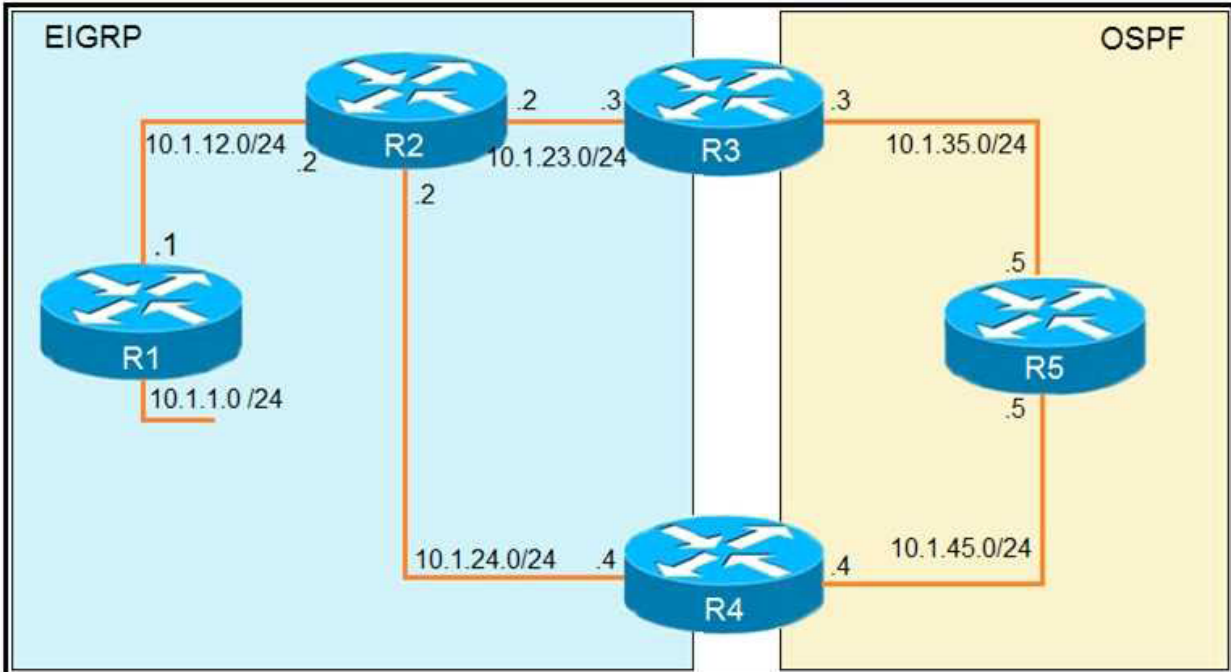 EIGRP
OSPF
.2
.3
.3
R2
R3
10.1.12.0/24
10.1.23.0/24
10.1.35.0/24
.2
.2
.1
.5
R1
R5
10.1.1.0 /24
.5
10.1.24.0/24
.4
10.1.45.0/24
.4
R4